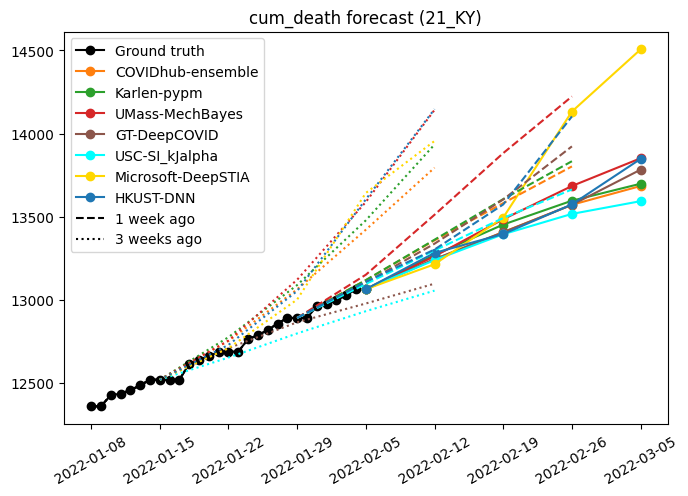 cum_death forecast (21_KY)
14500
14000
13500
13000
12500
Ground truth
COVIDhub-ensemble
Karlen-pypm
UMass-MechBayes
GT-DeepCOVID
USC-SI_kJalpha
Microsoft-DeepSTIA
HKUST-DNN
1 week ago
3 weeks ago
2022-01-08
2022-01-15
2022-01-22
2022-01-29
2022-02-05
2022-02-12
2022-02-19
2022-02-26
2022-03-05